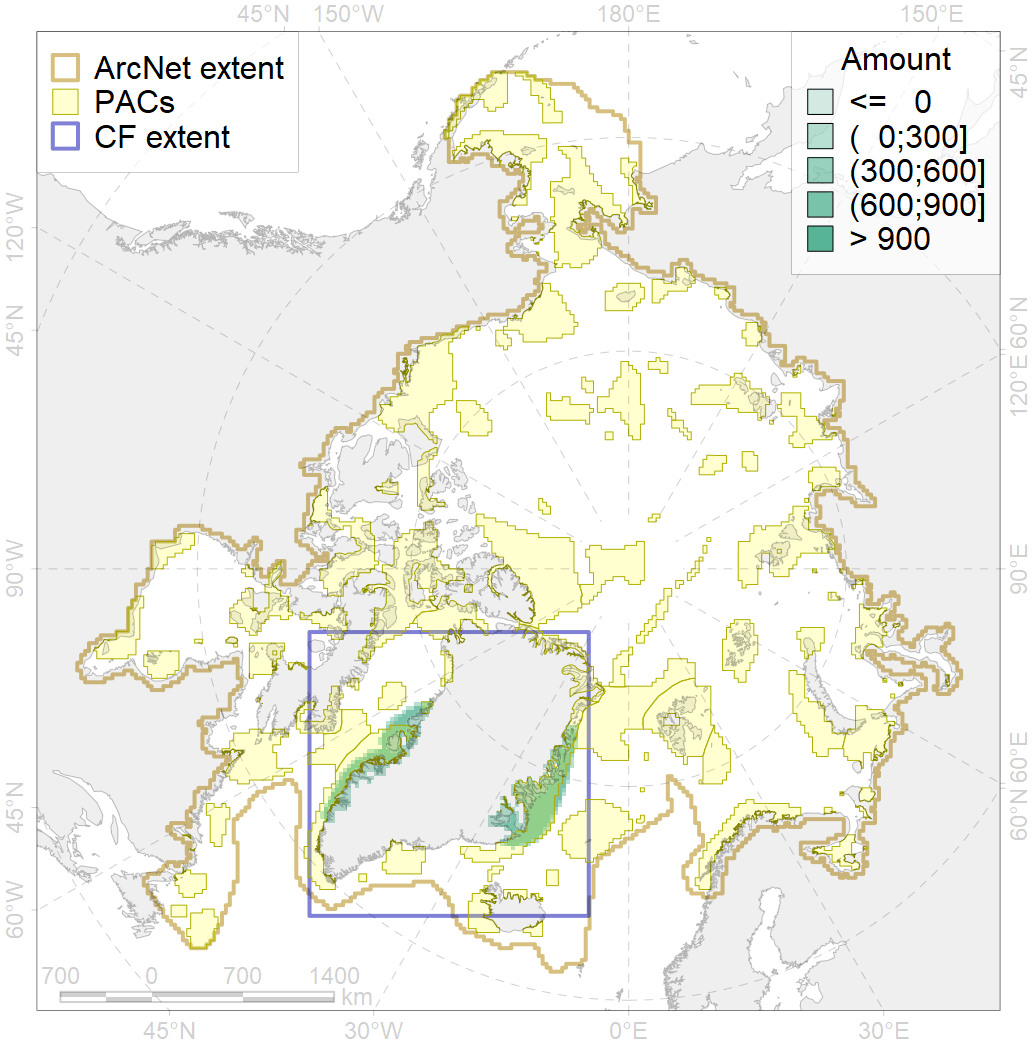 45°N 150°W 180°E 150°E
ArcNet extent
PACs
CF extent
Amount
<= 0
( 0;300]
(300;600]
(600;900]
> 900
45°N
120°W
45°N
90°W
45°N
60°W
60°N
120°E
90°E
60°E
60°N
700 0 700 1400
km
45°N 30°W 0°E 30°E